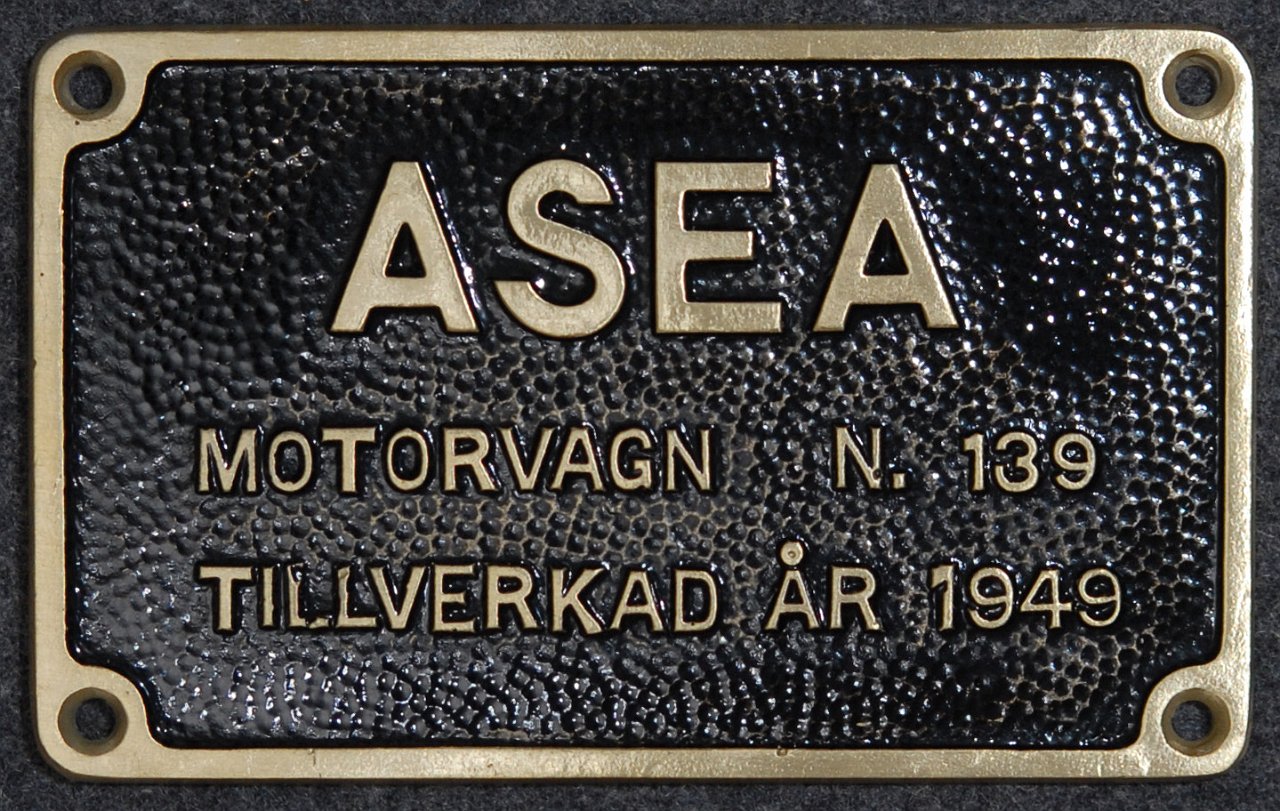 ASEA
MOTORVAGN N. 139
TILLVERKAD ÅR 1949